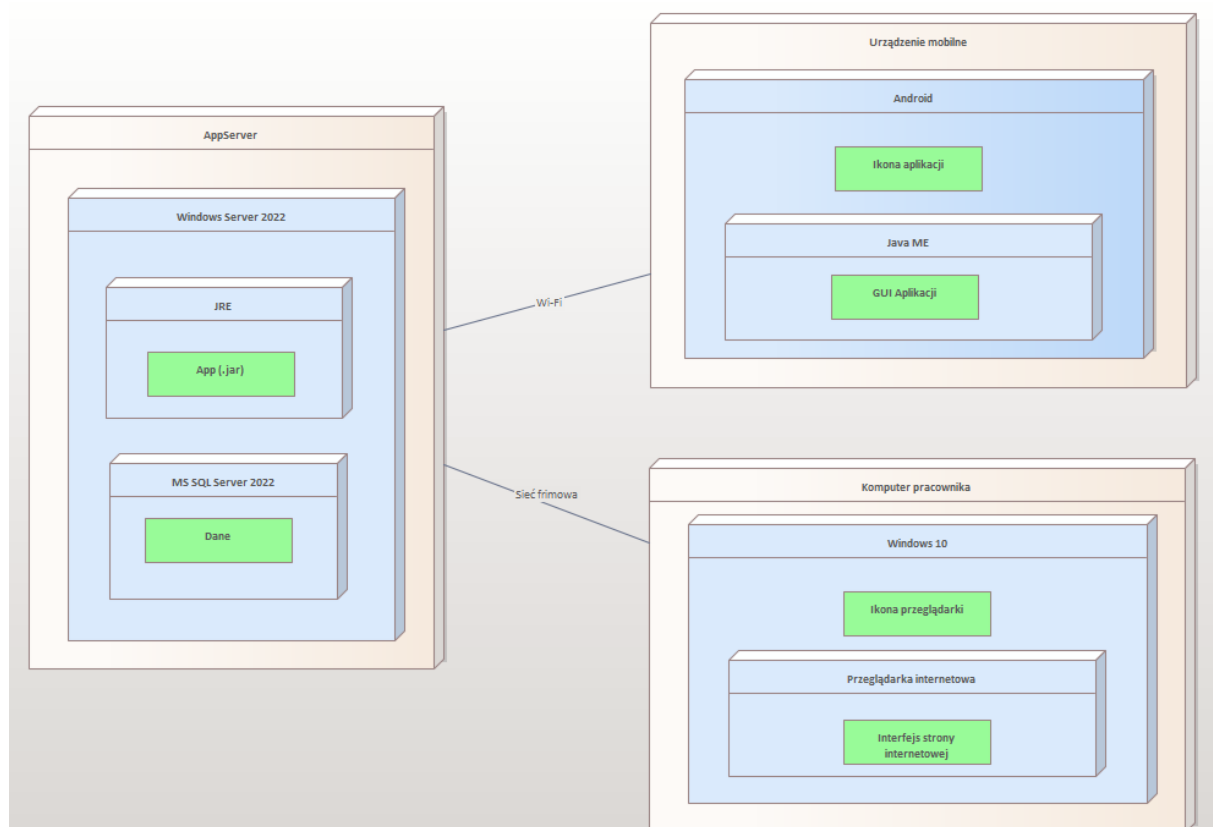 AppServer
Windows Server 2022
JRE
App (.jar)
MS SQL Server 2022
Dane
Wi-Fi
Sieć frimowa
Urządzenie mobilne
Android
Ikona aplikacji
Java ME
GUI Aplikacji
Komputer pracownika
Windows 10
Ikona przeglądarki
Przeglądarka internetowa
Interfejs strony
internetowej